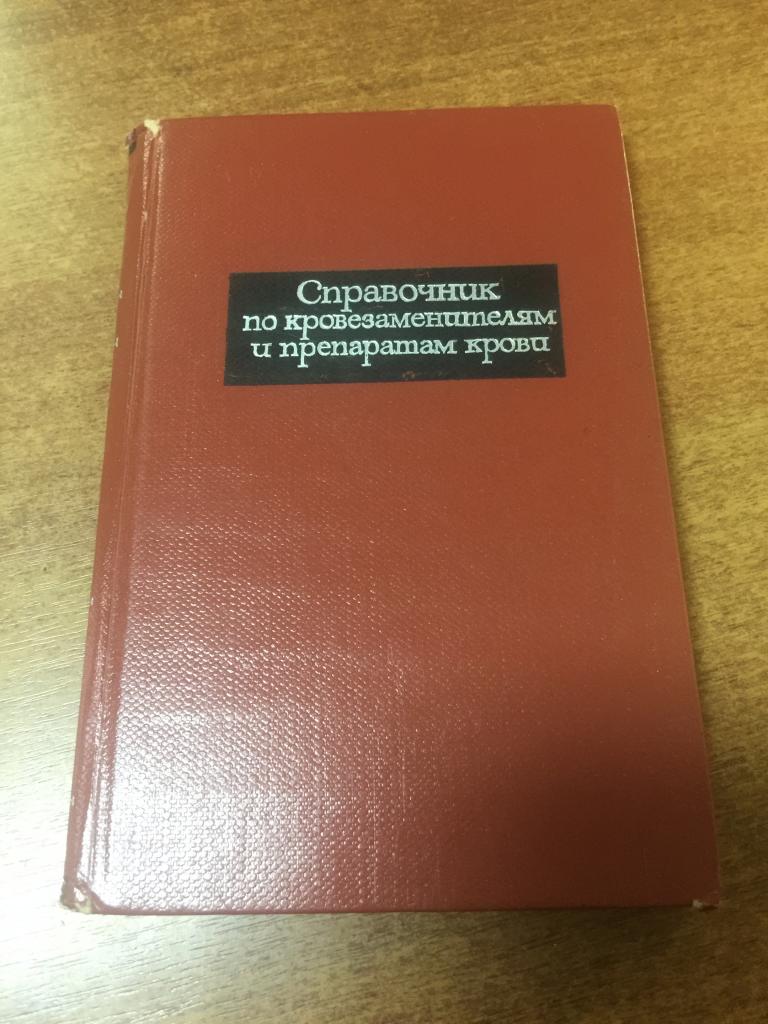 Справочник
по кровезаменителям
и препаратам крови